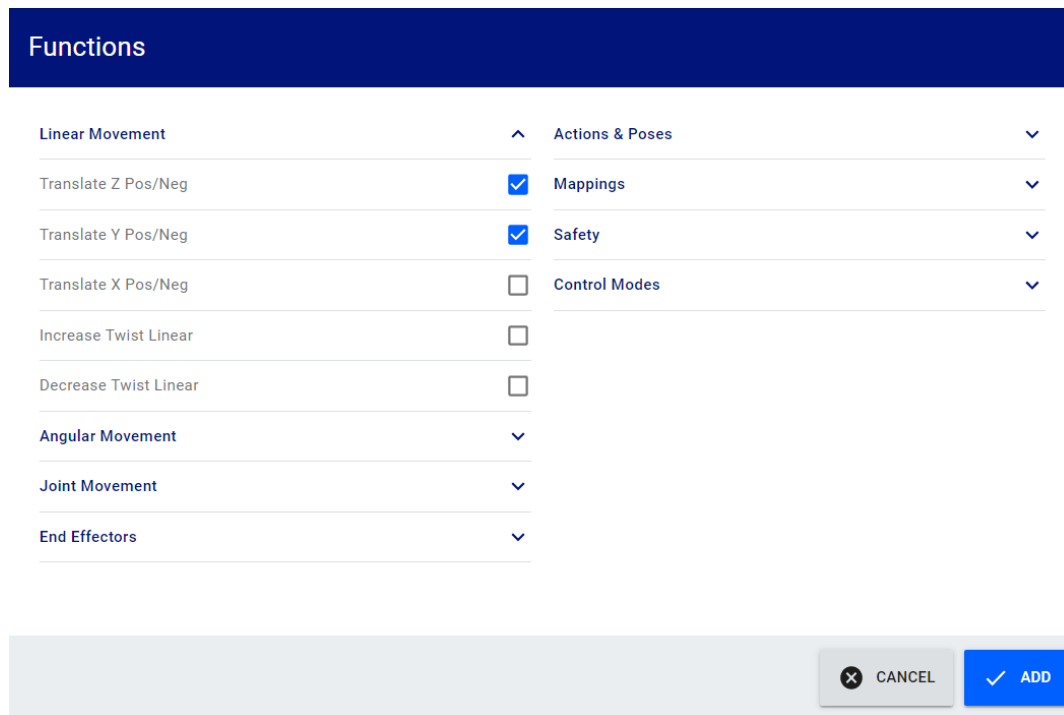 Functions
Linear Movement
Translate Z Pos/Neg
Translate Y Pos/Neg
Translate X Pos/Neg
Increase Twist Linear
Decrease Twist Linear
Angular Movement
Joint Movement
End Effectors
Actions & Poses
Mappings
Safety
Control Modes
CANCEL
ADD